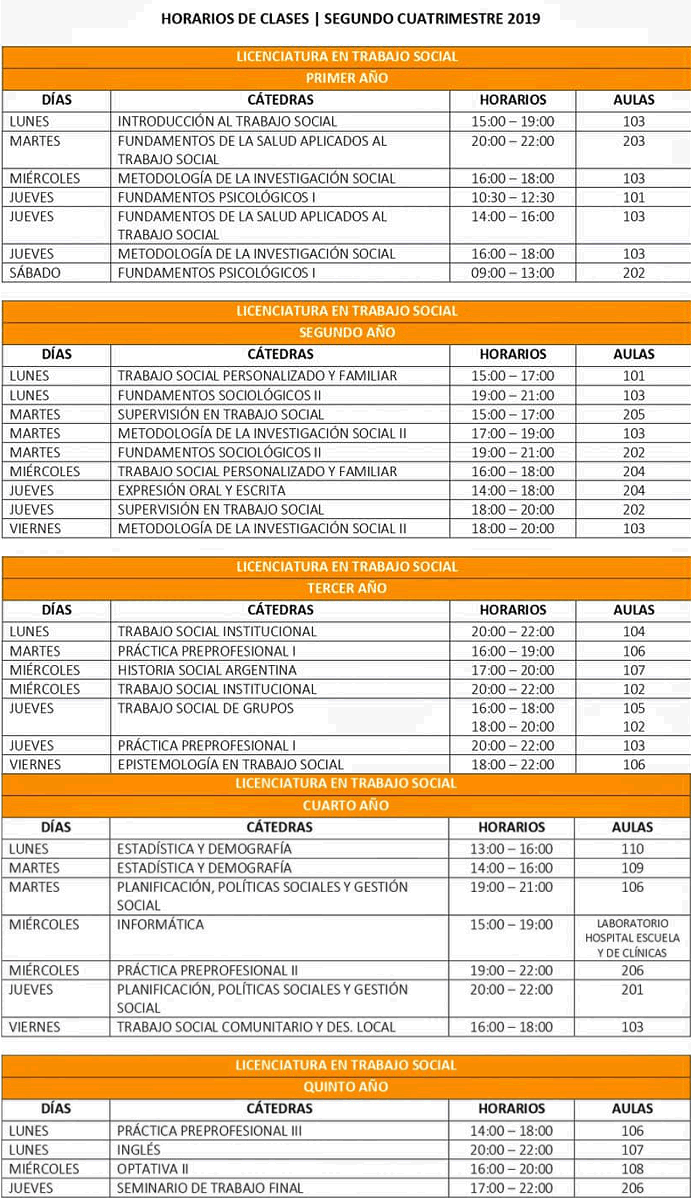 HORARIOS DE CLASES | SEGUNDO CUATRIMESTRE 2019
LICENCIATURA EN TRABAJO SOCIAL
PRIMER AÑO
DÍAS CÁTEDRAS HORARIOS AULAS
LUNES INTRODUCCIÓN AL TRABAJO SOCIAL 15:00 – 19:00 103
MARTES FUNDAMENTOS DE LA SALUD APLICADOS AL 20:00 – 22:00 203
TRABAJO SOCIAL
MIÉRCOLES METODOLOGÍA DE LA INVESTIGACIÓN SOCIAL 16:00 – 18:00 103
JUEVES FUNDAMENTOS PSICOLÓGICOS I 10:30 – 12:30 101
JUEVES FUNDAMENTOS DE LA SALUD APLICADOS AL 14:00 – 16:00 103
TRABAJO SOCIAL
JUEVES METODOLOGÍA DE LA INVESTIGACIÓN SOCIAL 16:00 – 18:00 103
SÁBADO FUNDAMENTOS PSICOLÓGICOS I 09:00 – 13:00 202
LICENCIATURA EN TRABAJO SOCIAL
SEGUNDO AÑO
DÍAS CÁTEDRAS HORARIOS AULAS
LUNES TRABAJO SOCIAL PERSONALIZADO Y FAMILIAR 15:00 – 17:00 101
LUNES FUNDAMENTOS SOCIOLÓGICOS II 19:00 – 21:00 103
MARTES SUPERVISIÓN EN TRABAJO SOCIAL 15:00 – 17:00 205
MARTES METODOLOGÍA DE LA INVESTIGACIÓN SOCIAL II 17:00 – 19:00 103
MARTES FUNDAMENTOS SOCIOLÓGICOS II 19:00 – 21:00 202
MIÉRCOLES TRABAJO SOCIAL PERSONALIZADO Y FAMILIAR 16:00 – 18:00 204
JUEVES EXPRESIÓN ORAL Y ESCRITA 14:00 – 18:00 204
JUEVES SUPERVISIÓN EN TRABAJO SOCIAL 18:00 – 20:00 202
VIERNES METODOLOGÍA DE LA INVESTIGACIÓN SOCIAL II 18:00 – 20:00 103
LICENCIATURA EN TRABAJO SOCIAL
TERCER AÑO
DÍAS CÁTEDRAS HORARIOS AULAS
LUNES TRABAJO SOCIAL INSTITUCIONAL 20:00 – 22:00 104
MARTES PRÁCTICA PREPROFESIONAL I 16:00 – 19:00 106
MIÉRCOLES HISTORIA SOCIAL ARGENTINA 17:00 – 20:00 107
MIÉRCOLES TRABAJO SOCIAL INSTITUCIONAL 20:00 – 22:00 102
JUEVES TRABAJO SOCIAL DE GRUPOS 16:00 – 18:00 105
18:00 – 20:00 102
JUEVES PRÁCTICA PREPROFESIONAL I 20:00 – 22:00 103
VIERNES EPISTEMOLOGÍA EN TRABAJO SOCIAL 18:00 – 22:00 106
LICENCIATURA EN TRABAJO SOCIAL
CUARTO AÑO
DÍAS CÁTEDRAS HORARIOS AULAS
LUNES ESTADÍSTICA Y DEMOGRAFÍA 13:00 – 16:00 110
MARTES ESTADÍSTICA Y DEMOGRAFÍA 14:00 – 16:00 109
MARTES PLANIFICACIÓN, POLÍTICAS SOCIALES Y GESTIÓN 19:00 – 21:00 106
SOCIAL
MIÉRCOLES INFORMÁTICA 15:00 – 19:00 LABORATORIO
HOSPITAL ESCUELA
Y DE CLÍNICAS
MIÉRCOLES PRÁCTICA PREPROFESIONAL II 19:00 – 22:00 206
JUEVES PLANIFICACIÓN, POLÍTICAS SOCIALES Y GESTIÓN 20:00 – 22:00 201
SOCIAL
VIERNES TRABAJO SOCIAL COMUNITARIO Y DES. LOCAL 16:00 – 18:00 103
LICENCIATURA EN TRABAJO SOCIAL
QUINTO AÑO
DÍAS CÁTEDRAS HORARIOS AULAS
LUNES PRÁCTICA PREPROFESIONAL III 14:00 – 18:00 106
LUNES INGLÉS 20:00 – 22:00 107
MIÉRCOLES OPTATIVA II 16:00 – 20:00 108
JUEVES SEMINARIO DE TRABAJO FINAL 17:00 – 22:00 206